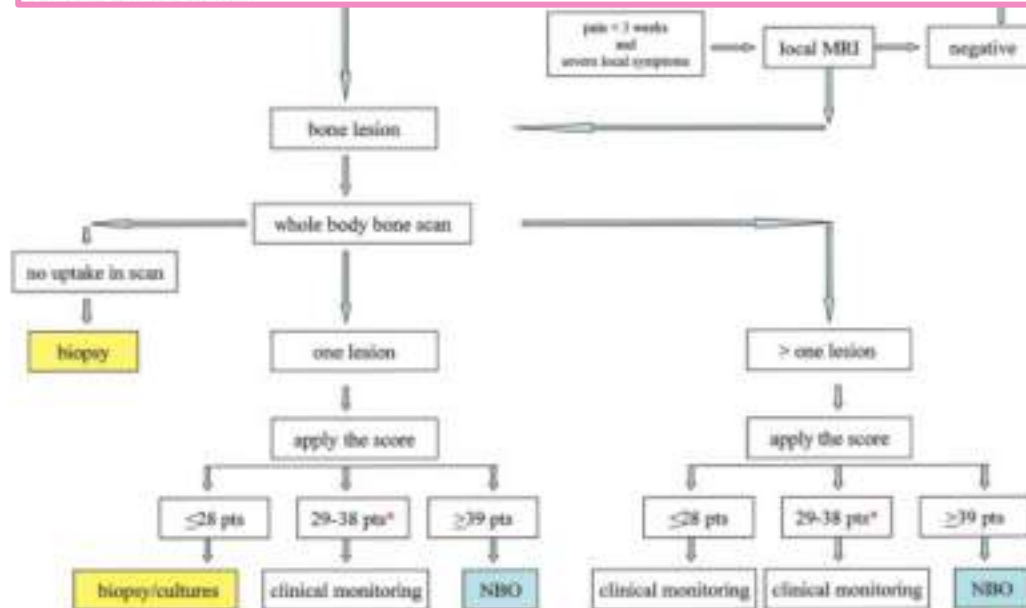 pain < 3 weeks
and
severe local symptoms
local MRI
negative
bone lesion
whole body bone scan
no uptake in scan
biopsy
one lesion
> one lesion
apply the score
apply the score
≤28 pts
29-38 pts*
≥39 pts
≤28 pts
29-38 pts*
≥39 pts
biopsy/cultures
clinical monitoring
NBO
clinical monitoring
clinical monitoring
NBO